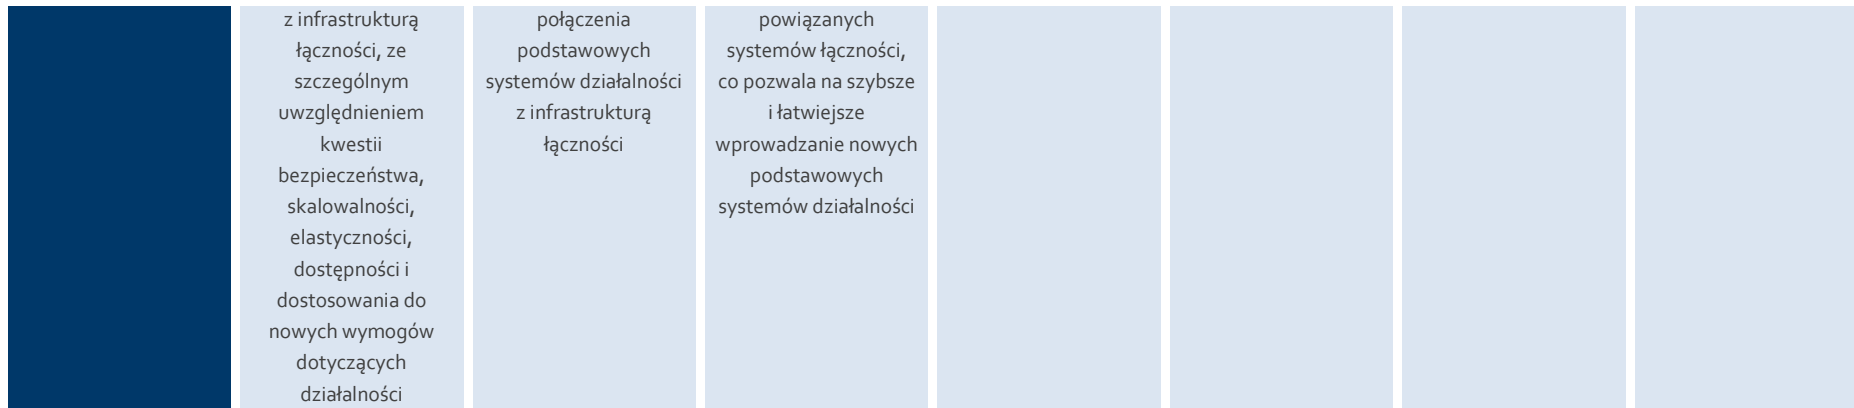 z infrastrukturą
łączności, ze
szczególnym
uwzględnieniem
kwestii
bezpieczeństwa,
skalowalności,
elastyczności,
dostępności i
dostosowania do
nowych wymogów
dotyczących
działalności
połączenia
podstawowych
systemów działalności
z infrastrukturą
łączności
powiązanych
systemów łączności,
co pozwala na szybsze
i łatwiejsze
wprowadzanie nowych
podstawowych
systemów działalności